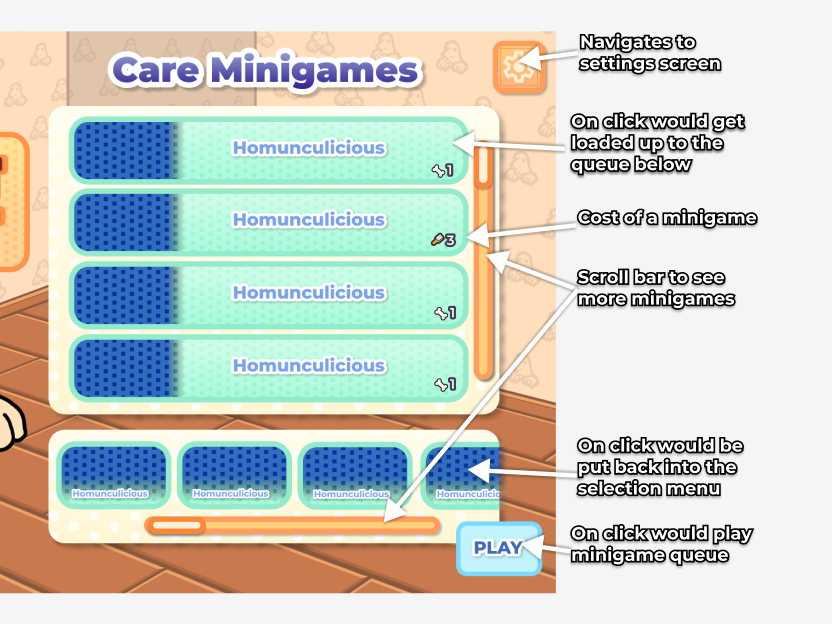 Care Minigames
Navigates to
settings screen
Homunculicious
1
On click would get
loaded up to the
queue below
Homunculicious
3
Cost of a minigame
Homunculicious
1
Scroll bar to see
more minigames
Homunculicious
1
Homunculicious
Homunculicious
Homunculicious
Homunculicio
On click would be
put back into the
selection menu
PLAY
On click would play
minigame queue